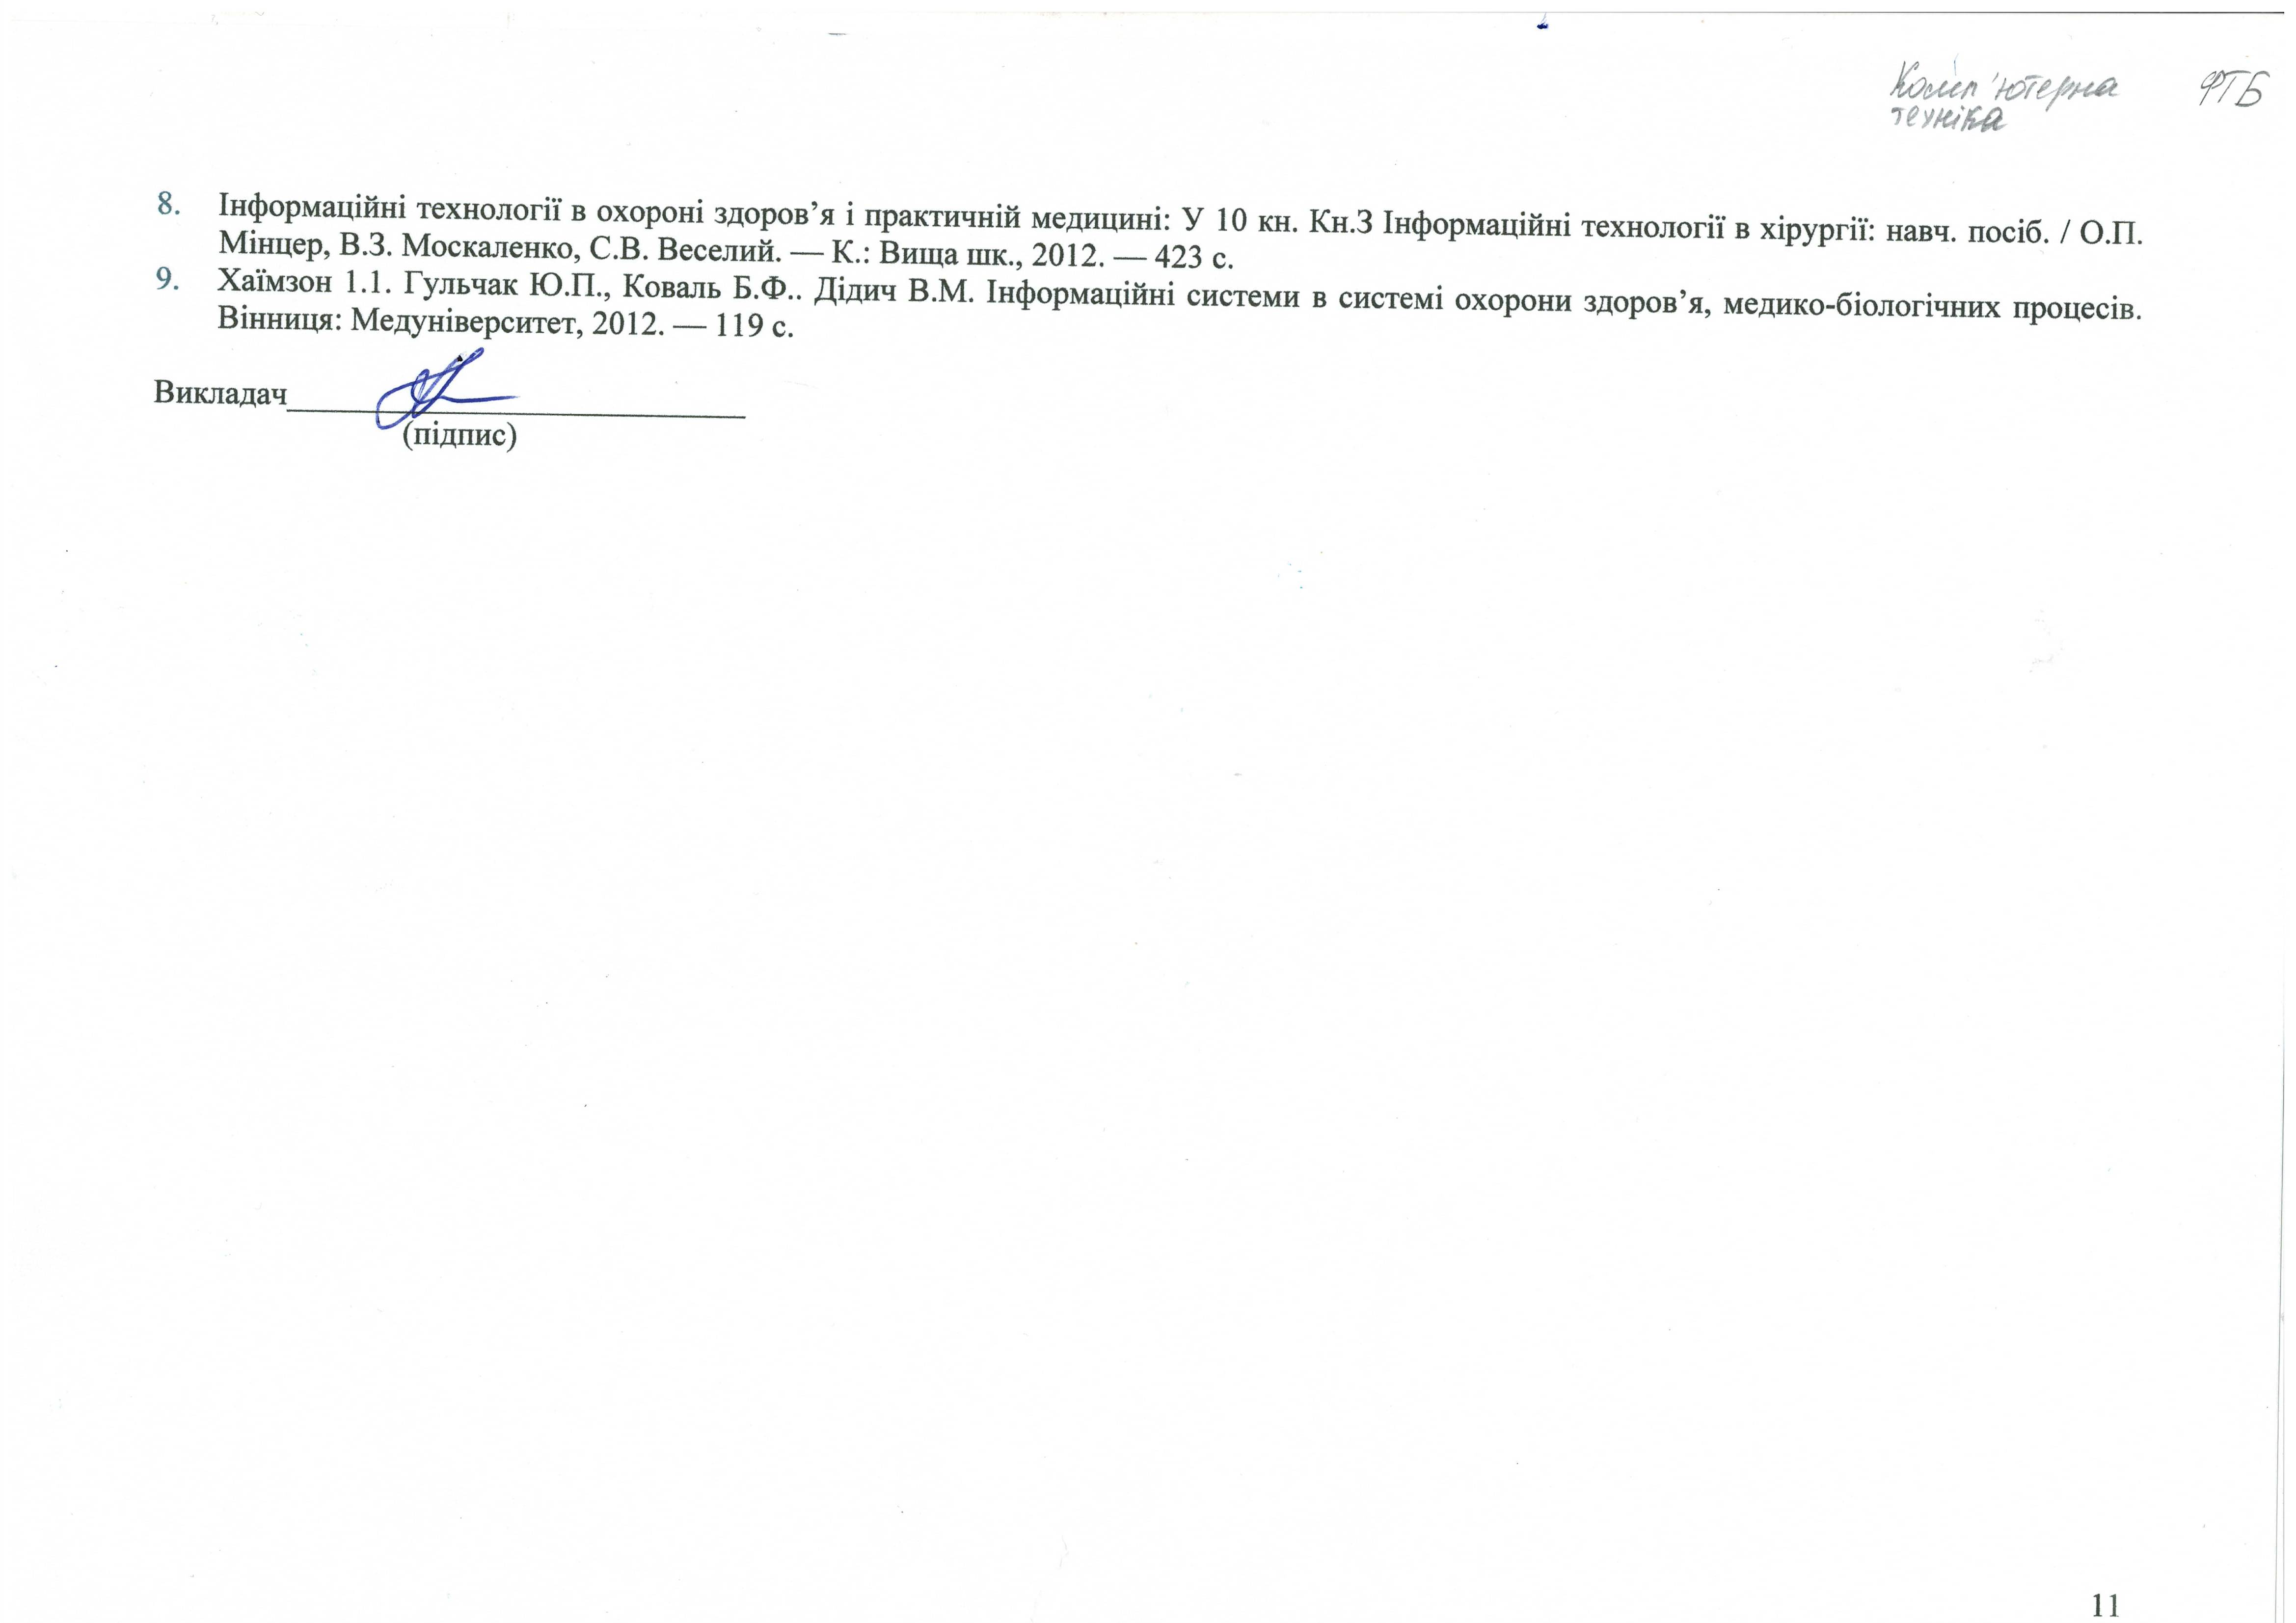 Комп'ютерна ФТБ
техніка
8. Інформаційні технології в охороні здоров’я і практичній медицині: У 10 кн. Кн.З Інформаційні технології в хірургії: навч. посіб. / О.П.
Мінцер, В.З. Москаленко, С.В. Веселий. — К.: Вища шк., 2012. — 423 с.
9. Хаїмзон 1.1. Гульчак Ю.П., Коваль Б.Ф.. Дідич В.М. Інформаційні системи в системі охорони здоров’я, медико-біологічних процесів.
Вінниця: Медуніверситет, 2012. — 119 с.
Викладач
(підпис)
11